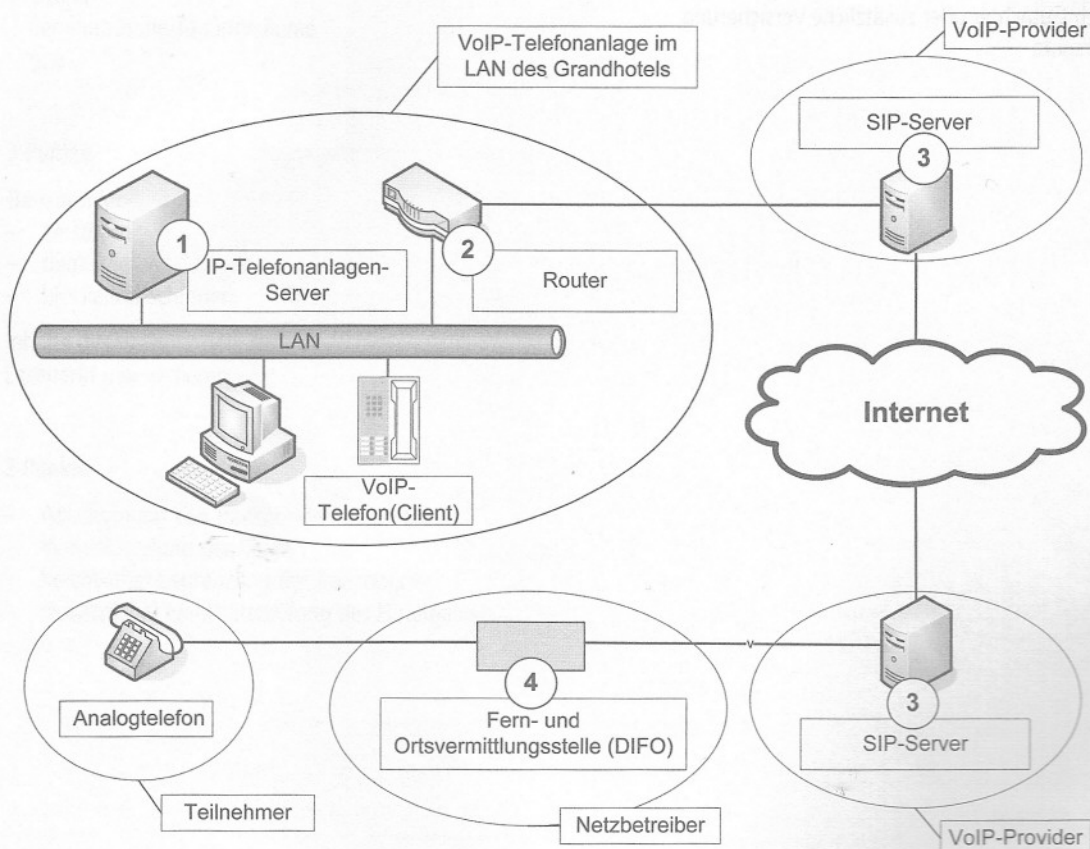 VoIP-Telefonanlage im
LAN des Grandhotels
VoIP-Provider
SIP-Server
3
1
IP-Telefonanlagen-
Server
2
Router
LAN
VoIP-
Telefon(Client)
Internet
Analogtelefon
Teilnehmer
4
Fern- und
Ortsvermittlungsstelle (DIFO)
Netzbetreiber
3
SIP-Server
VoIP-Provider